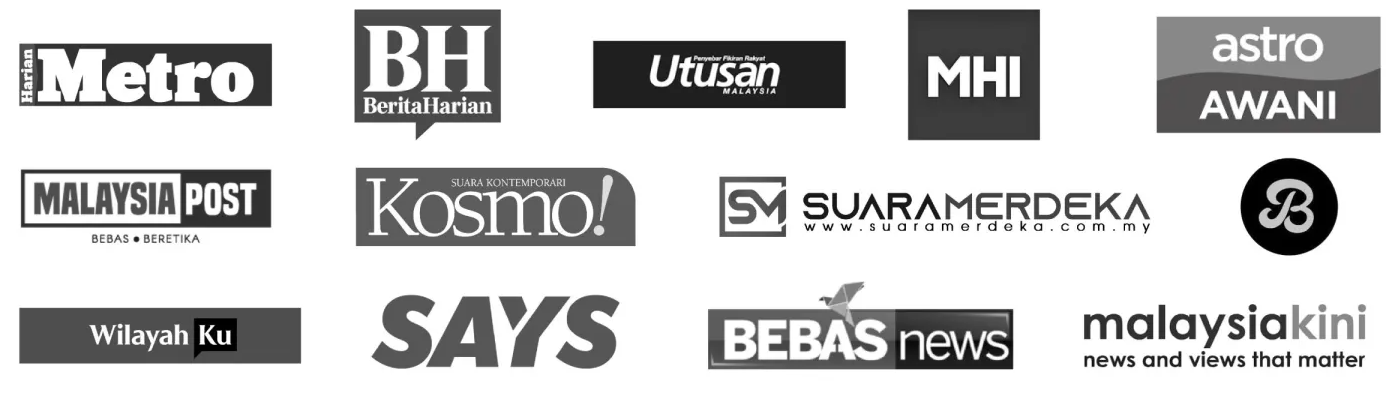 Harian
Metro
BH
BeritaHarian
Penyebar Fikiran Rakyat
Utusan
MALAYSIA
MHI
astro
AWANI
MALAYSIA POST
BEBAS ● BERETIKA
SUARA KONTEMPORARI
Kosmo!
SM SUARAMERDEKA
www.suaramerdeka.com.my
B
Wilayah Ku
SAYS
BEBAS news
malaysiakini
news and views that matter